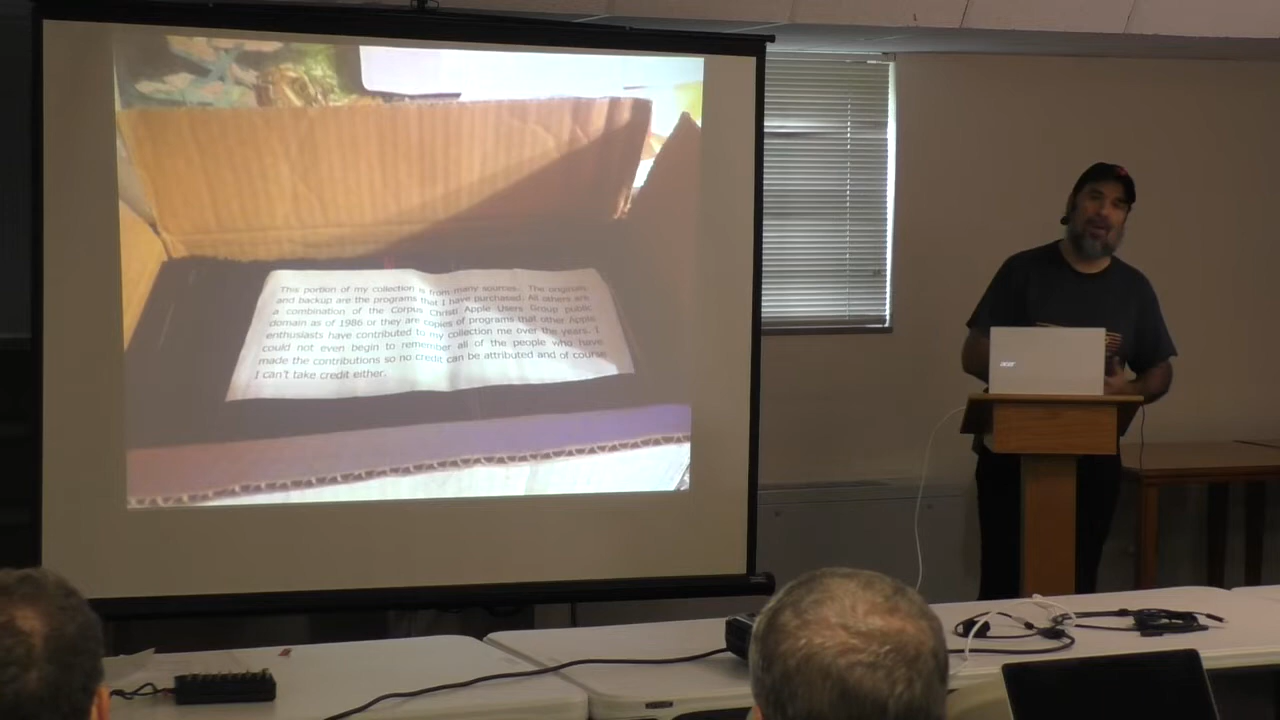 This portion of my collection is from many sources. The originals
and backup are the programs that I have purchased. All others are
a combination of the Corpus Christi Apple Users Group public
domain as of 1986 or they are copies of programs that other Apple
enthusiasts have contributed to my collection me over the years. I
could not even begin to remember all of the people who have
made the contributions so no credit can be attributed and of course
I can't take credit either.
acer